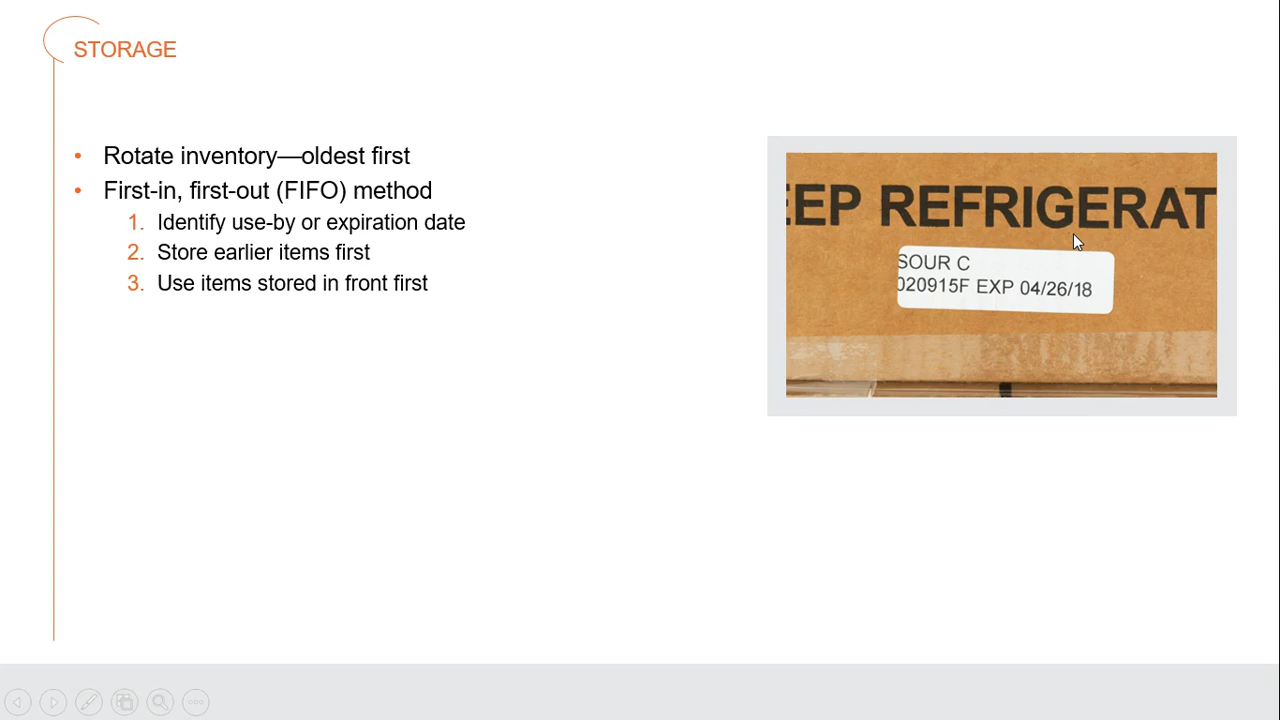 STORAGE
• Rotate inventory—oldest first
• First-in, first-out (FIFO) method
1. Identify use-by or expiration date
2. Store earlier items first
3. Use items stored in front first
EEP REFRIGERAT
SOUR C
020915F EXP 04/26/18